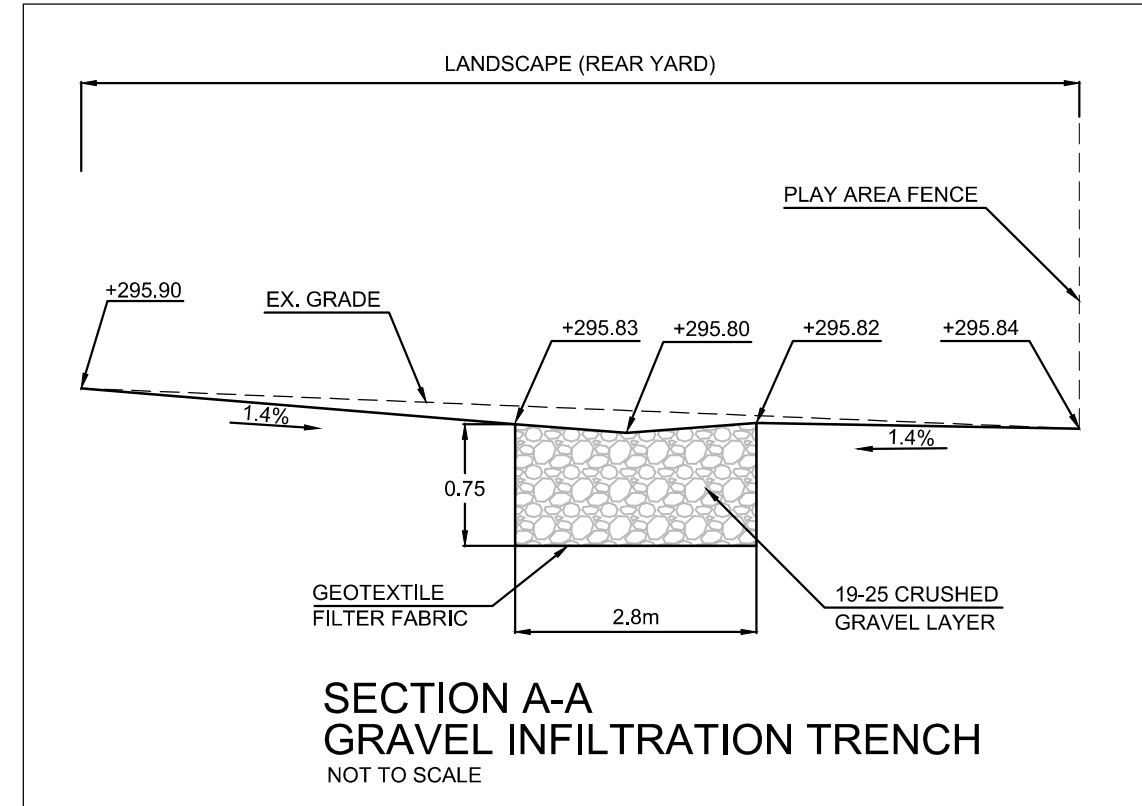 LANDSCAPE (REAR YARD)
PLAY AREA FENCE
+295.90
EX. GRADE
+295.83
+295.80
+295.82
+295.84
1.4%
1.4%
0.75
GEOTEXTILE
FILTER FABRIC
2.8m
19-25 CRUSHED
GRAVEL LAYER
SECTION A-A
GRAVEL INFILTRATION TRENCH
NOT TO SCALE